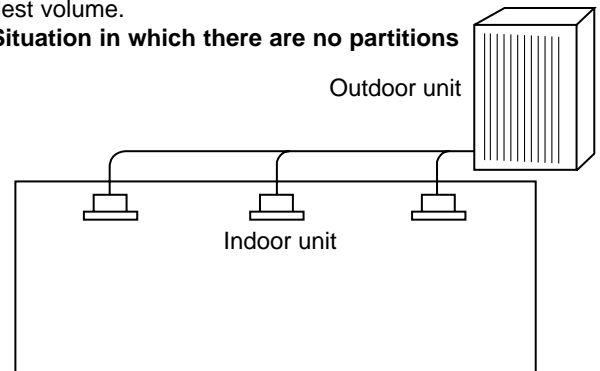 est volume.
Situation in which there are no partitions
Outdoor unit
Indoor unit